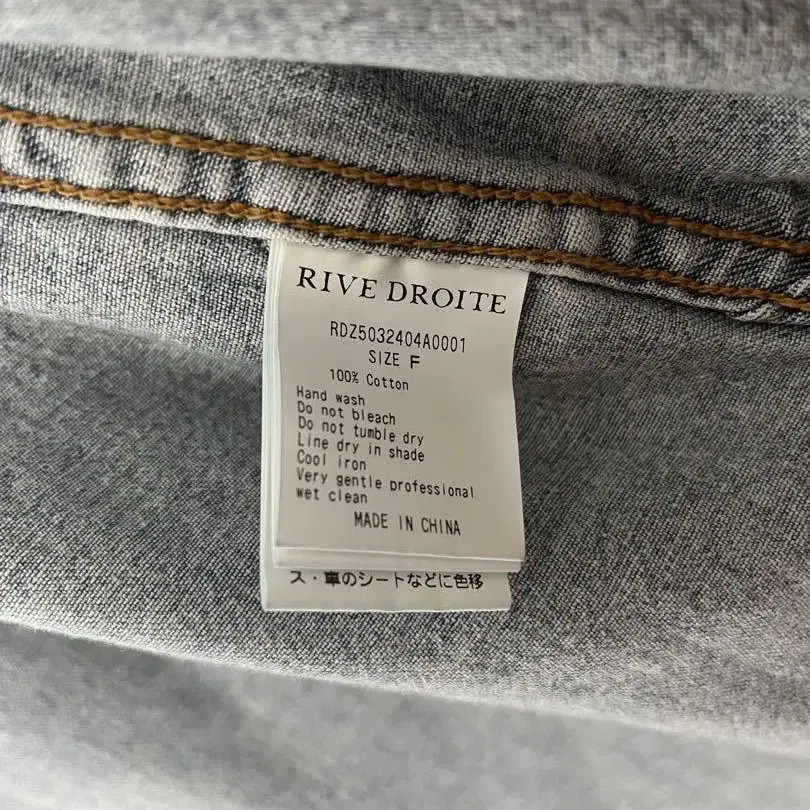 RIVE DROITE
RDZ5032404A0001
SIZE F
100% Cotton
Hand wash
Do not bleach
Do not tumble dry
Line dry in shade
Cool iron
Very gentle professional
wet clean
MADE IN CHINA
ス・車のシートなどに色移